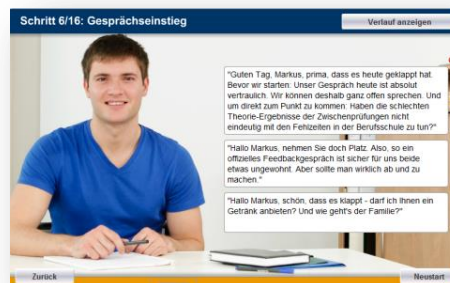 Schritt 6/16: Gesprächseinstieg
Verlauf anzeigen
"Guten Tag, Markus, prima, dass es heute geklappt hat.
Bevor wir starten: Unser Gespräch heute ist absolut
vertraulich. Wir können deshalb ganz offen sprechen. Und
um direkt zum Punkt zu kommen: Haben die schlechten
Theorie-Ergebnisse der Zwischenprüfungen nicht
eindeutig mit den Fehlzeiten in der Berufsschule zu tun?"
"Hallo Markus, nehmen Sie doch Platz. Also, so ein
offizielles Feedbackgespräch ist sicher für uns beide
etwas ungewohnt. Aber sollte man wirklich ab und zu
machen."
"Hallo Markus, schön, dass es klappt - darf ich Ihnen ein
Getränk anbieten? Und wie geht's der Familie?"
Zurück
Neustart